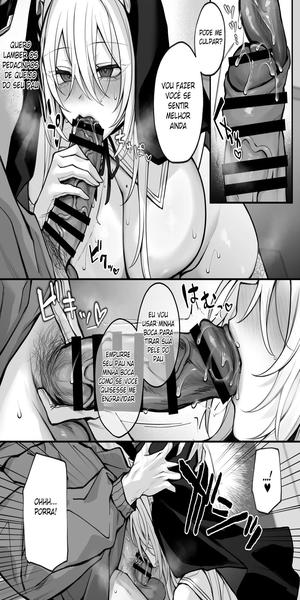 PODE ME
CULPAR?
QUERO
LAMBER OS
PEDACINHOS
DE QUEIJO
DO SEU PAU
VOU FAZER
VOCÊ SE
SENTIR
MELHOR
AINDA
EU VOU
USAR MINHA
BOCA PARA
TIRAR SUA
PELE DO
PAU
EMPURRE
SEU PAU NA
MINHA BOCA
COMO SE VOCÊ
QUISESSE ME
ENGRAVIDAR
...!
OHHH...
PORRA!